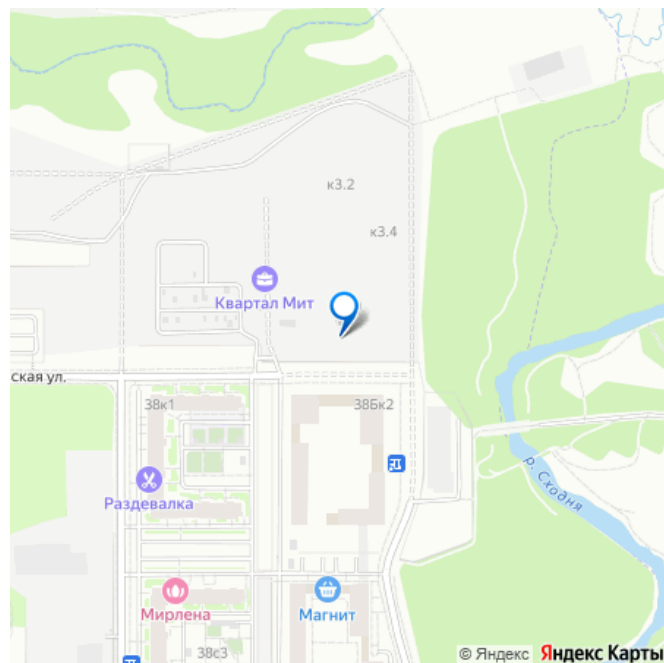 к3.2
к3.4
Квартал Мит
ская ул.
38к1
38Бк2
р. Сходня
Раздевалка
Мирлена
Магнит
38с3
© Яндекс Яндекс Карты